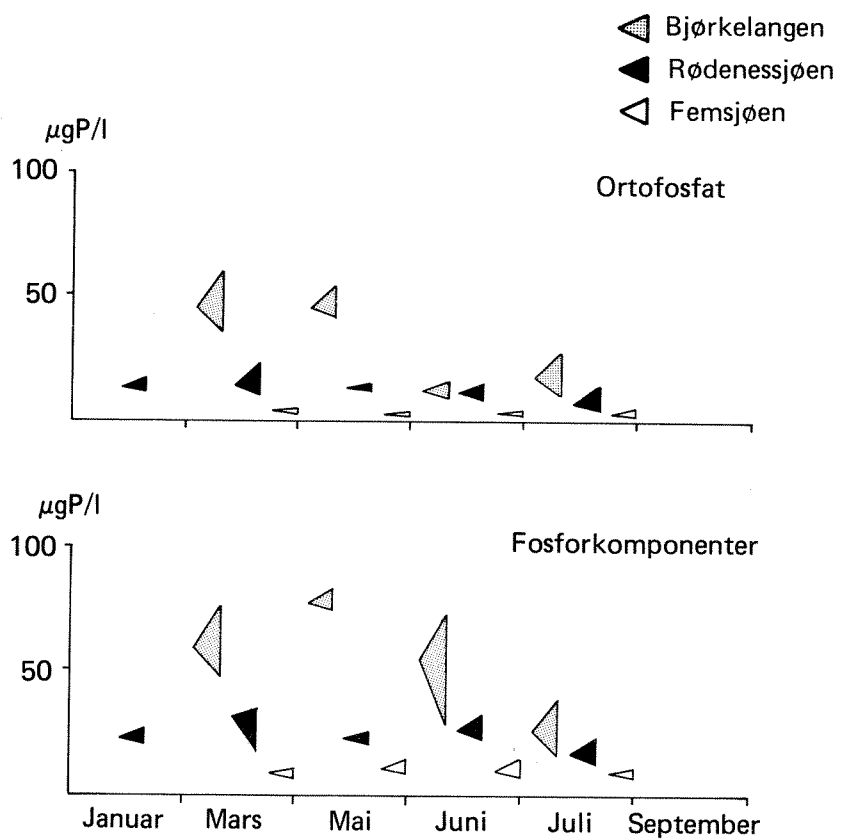 Bjørkelangen
Rødenessjøen
Femsjøen
µgP/l
100
Ortofosfat
50
µgP/l
100
Fosforkomponenter
50
Januar Mars Mai Juni Juli September